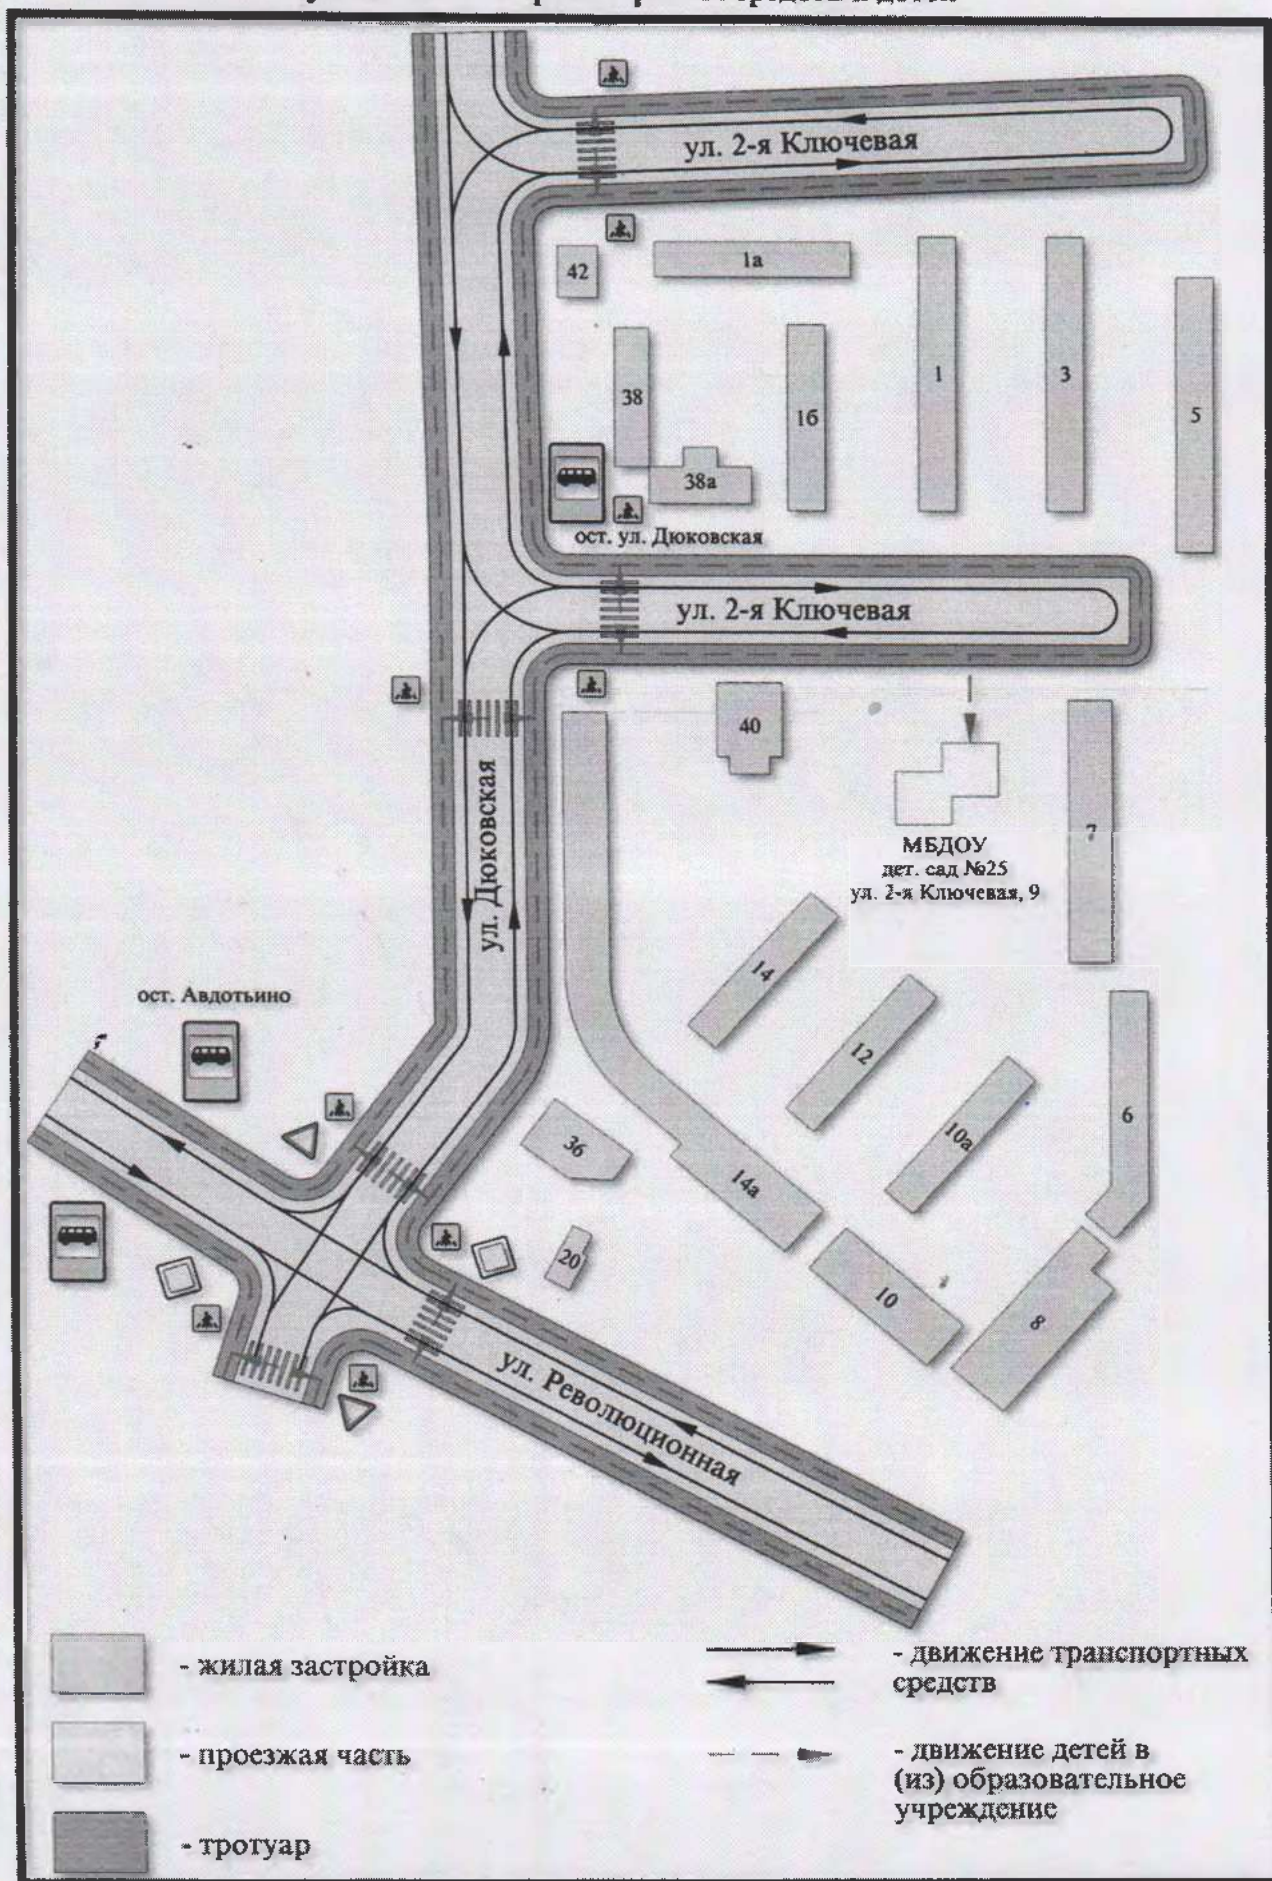 ул. 2-я Ключевая
42
1а
38
1б
1
3
5
38а
ост. ул. Дюковская
ул. 2-я Ключевая
40
7
МБДОУ
дет. сад №25
ул. 2-я Ключевая, 9
ул. Дюковская
14
12
10а
6
ост. Авдотьино
36
14а
20
10
8
ул. Революционная
- жилая застройка
- проезжая часть
- тротуар
- движение транспортных
средств
- движение детей в
(из) образовательное
учреждение